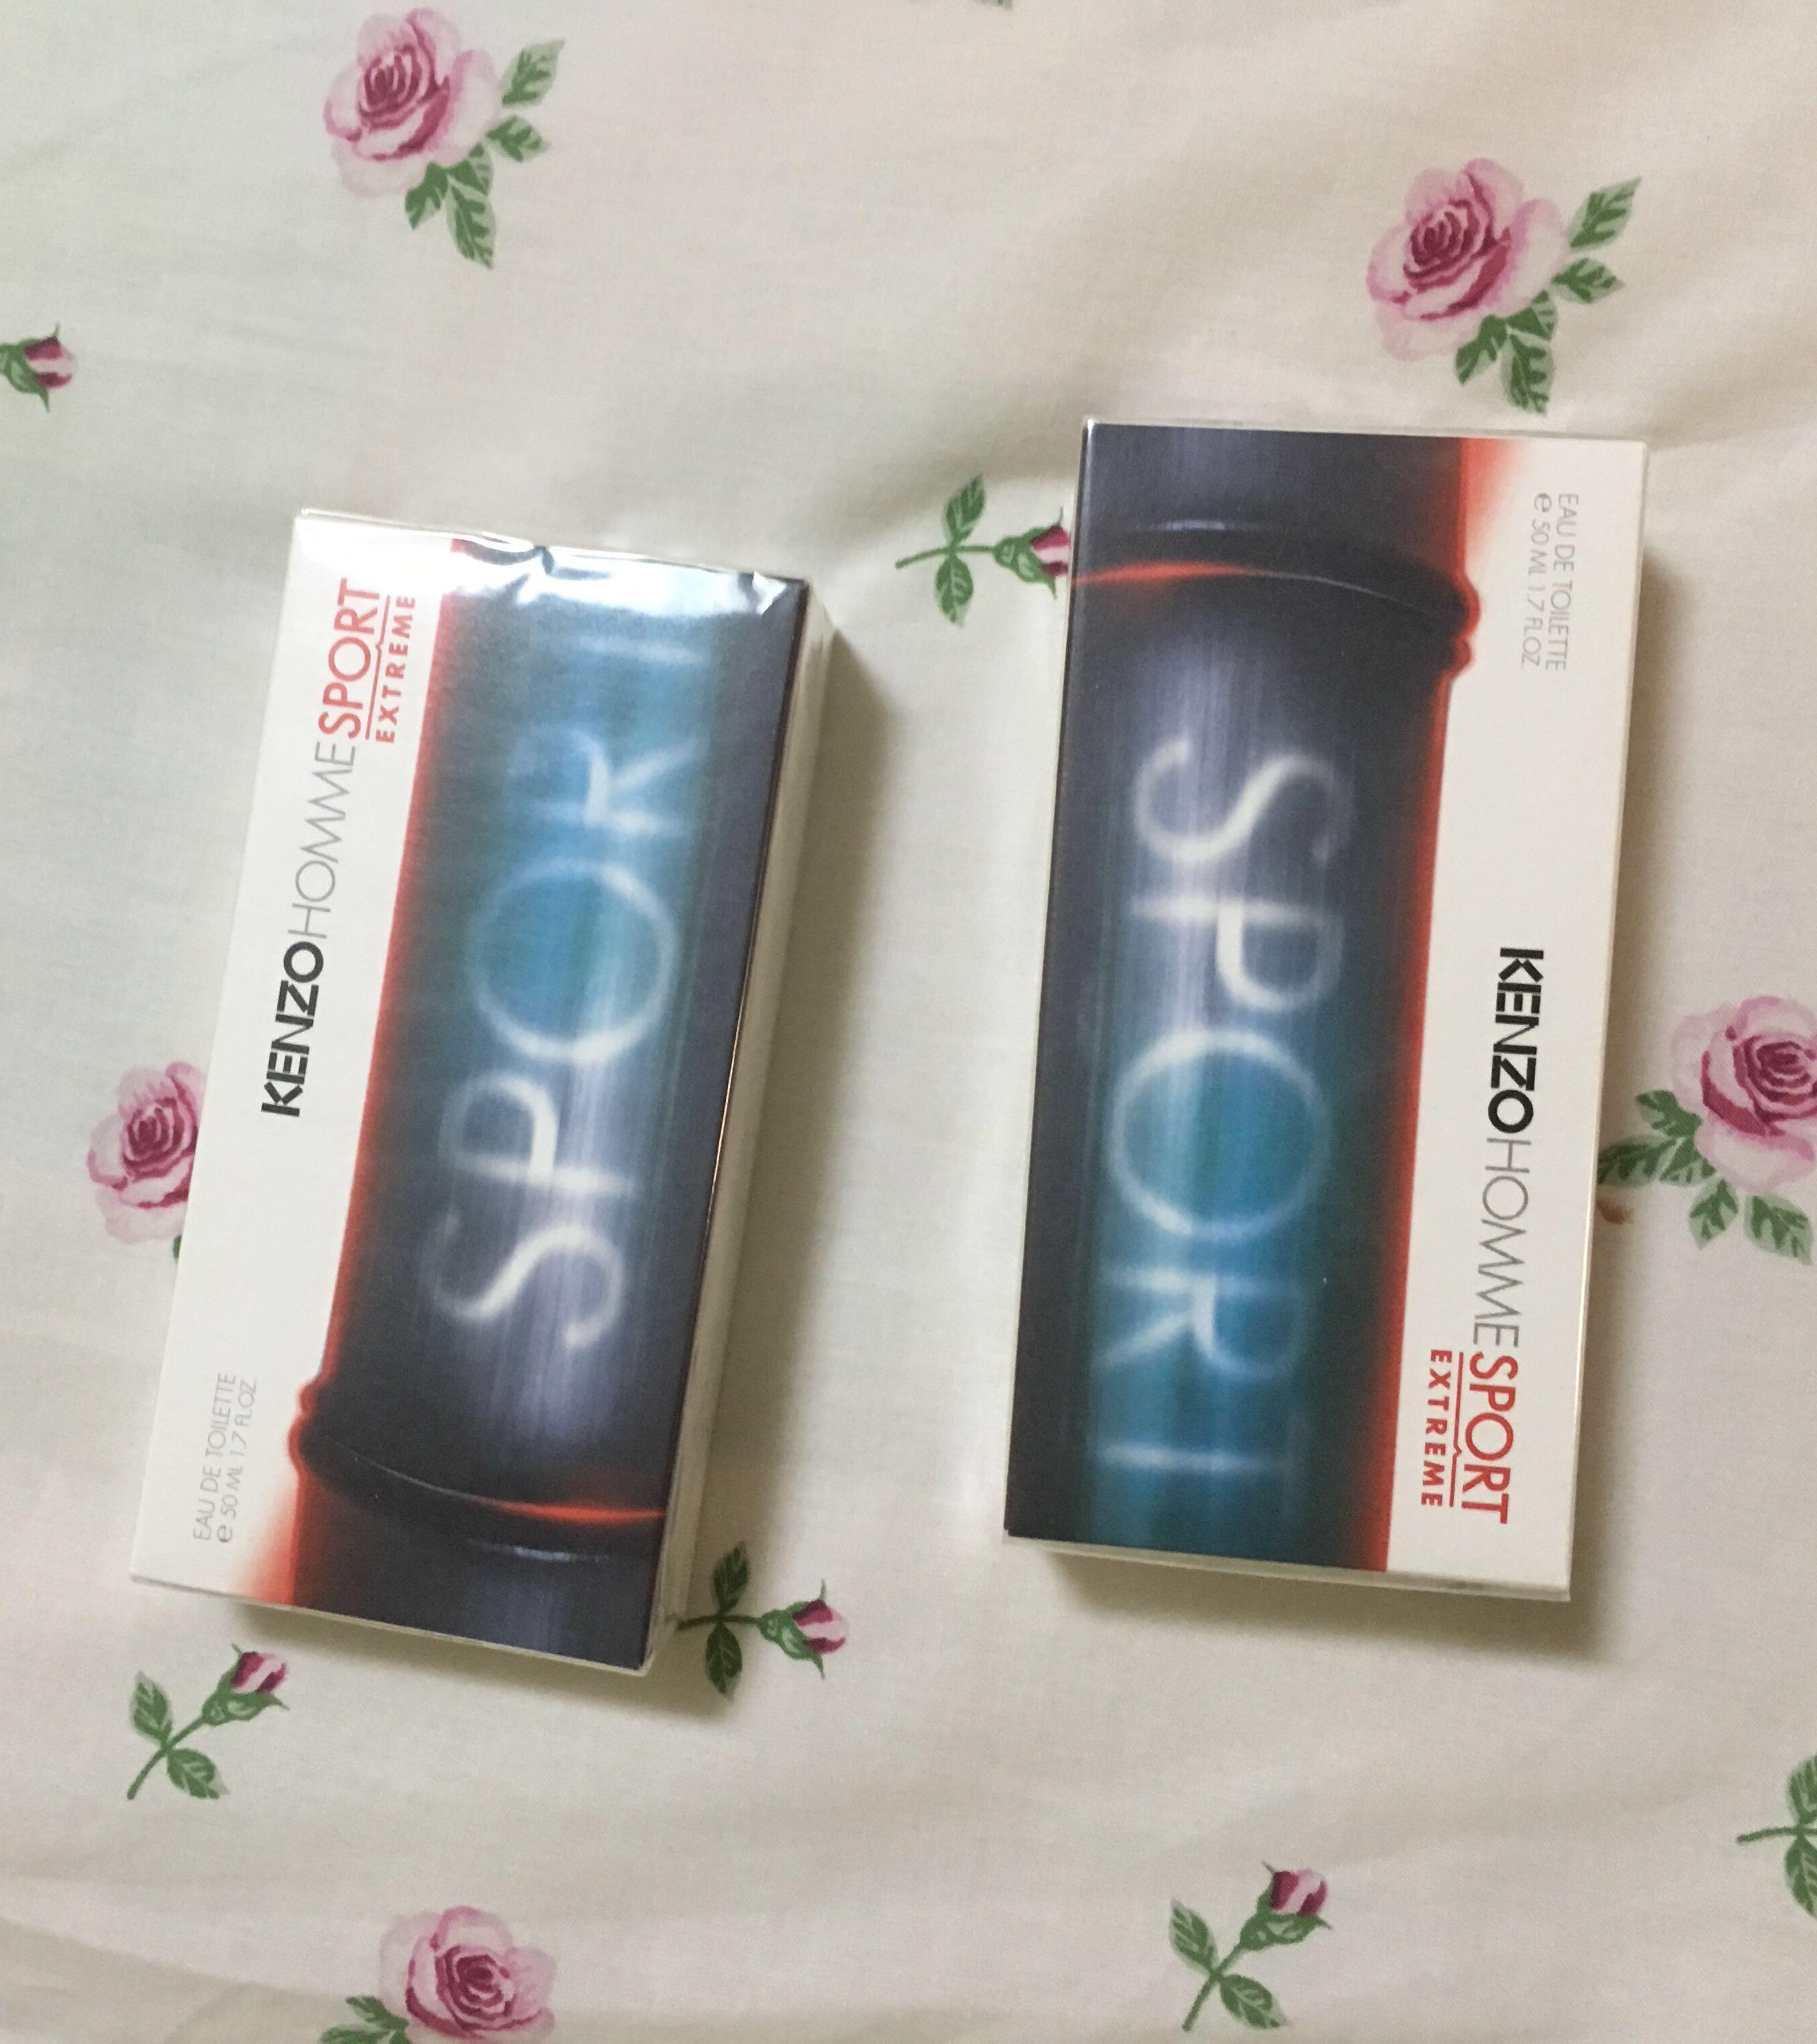 KENZOHOMMESPORT
EXTREME
SPORT
EAU DE TOILETTE
e 50 ML 1.7 FL.OZ.
SPORT
EAU DE TOILETTE
e 50 ML 1.7 FL.OZ
KENZOHOMMESPORT
EXTREME